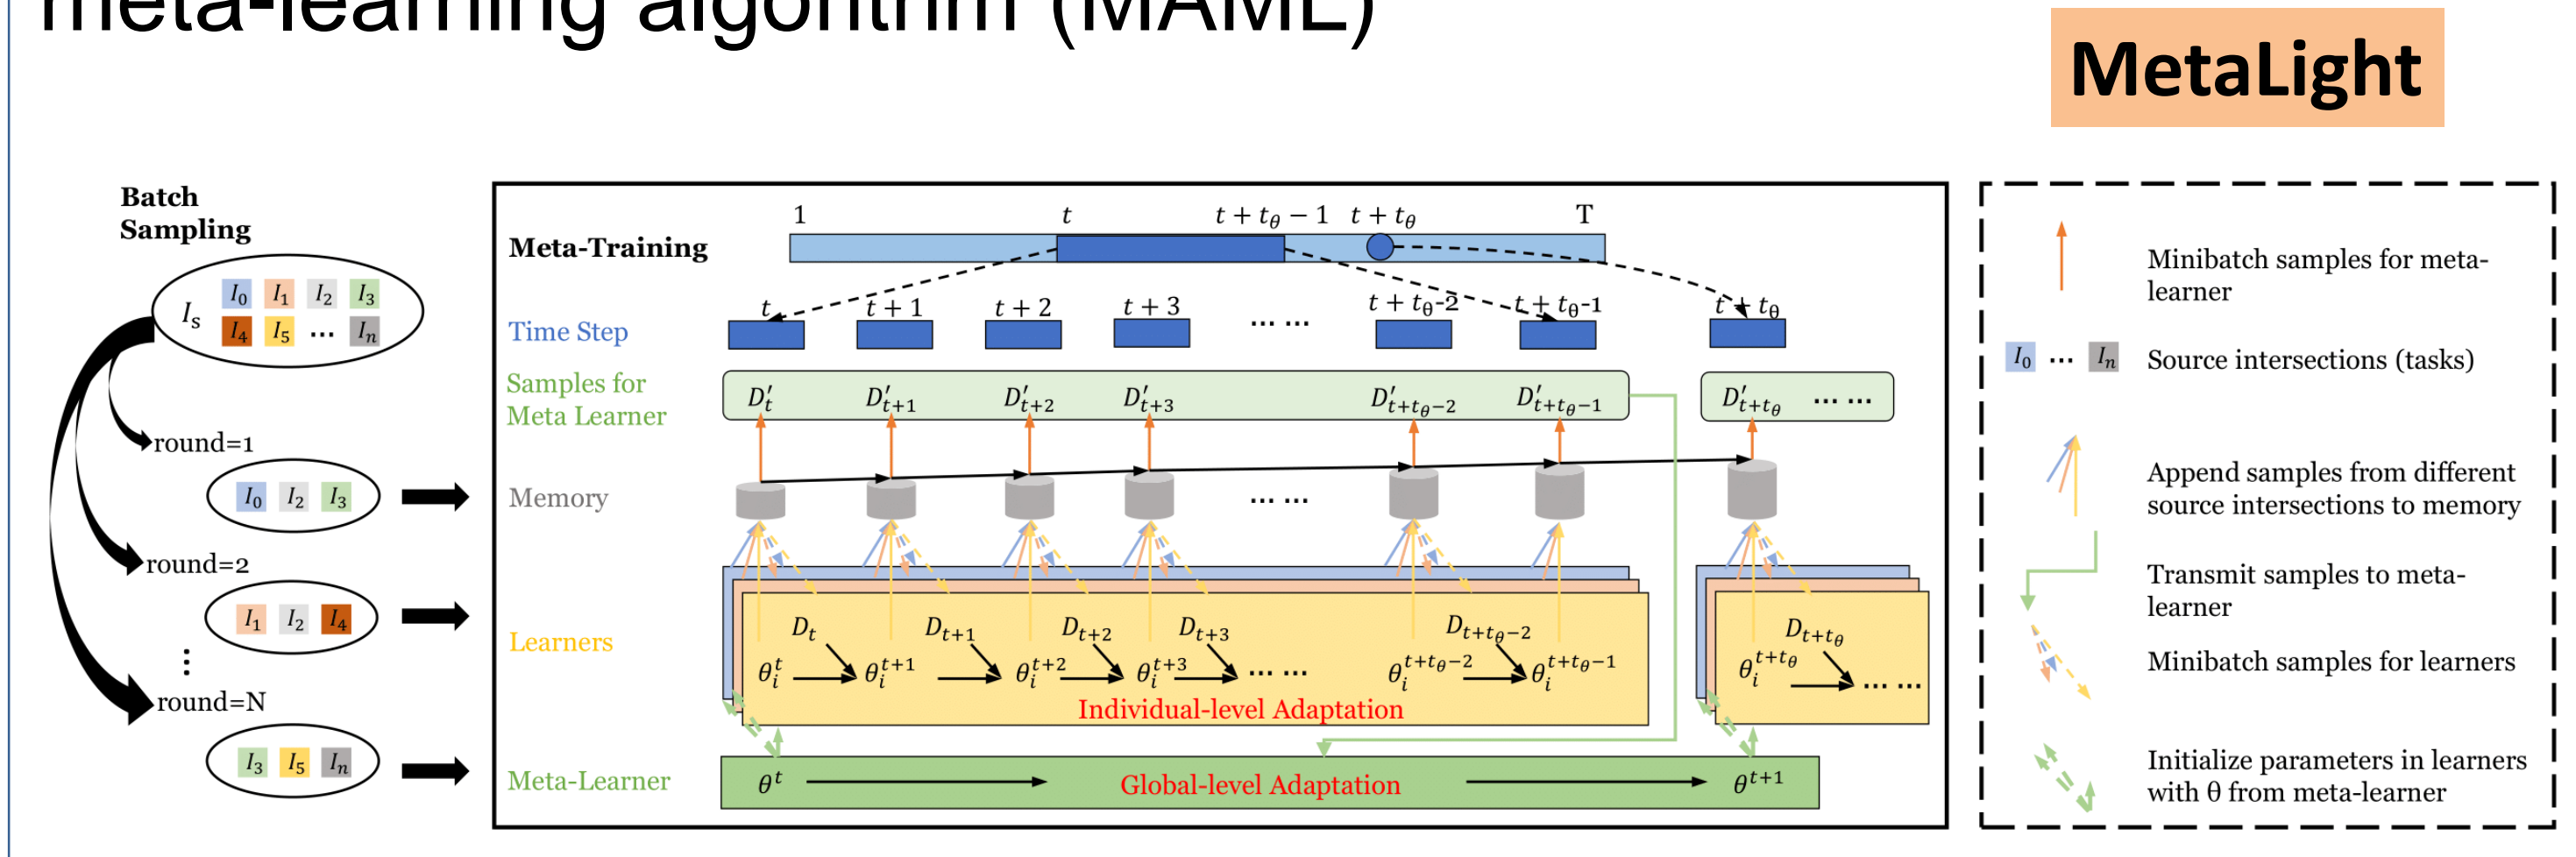 meta-learning algorithm (MAME)
MetaLight
Batch
Sampling
I_s
I_0 I_1 I_2 I_3
I_4 I_5 ... I_n
round=1
I_0 I_2 I_3
round=2
I_1 I_2 I_4
⋮
round=N
I_3 I_5 I_n
1 t t + t_θ − 1 t + t_θ T
Meta-Training
t t + 1 t + 2 t + 3 ... ... t + t_θ-2 t + t_θ-1 t + t_θ
Time Step
Samples for
Meta Learner
D′_t D′_{t+1} D′_{t+2} D′_{t+3} D′_{t+t_θ−2} D′_{t+t_θ−1} D′_{t+t_θ} ... ...
Memory ... ...
Learners
D_t D_{t+1} D_{t+2} D_{t+3} D_{t+t_θ−2} D_{t+t_θ}
θ_i^t θ_i^{t+1} θ_i^{t+2} θ_i^{t+3} ... ... θ_i^{t+t_θ−2} θ_i^{t+t_θ−1} θ_i^{t+t_θ} ... ...
Individual-level Adaptation
Meta-Learner θ^t Global-level Adaptation θ^{t+1}
Minibatch samples for meta-
learner
I_0 ... I_n Source intersections (tasks)
Append samples from different
source intersections to memory
Transmit samples to meta-
learner
Minibatch samples for learners
Initialize parameters in learners
with θ from meta-learner